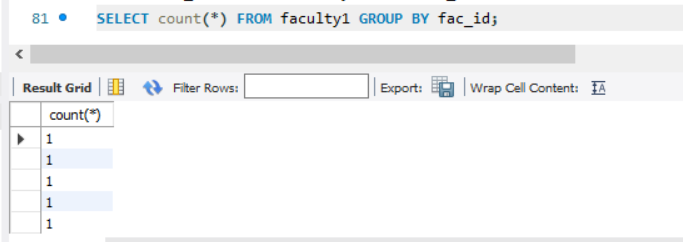 81 SELECT count(*) FROM faculty1 GROUP BY fac_id;
Result Grid Filter Rows: Export: Wrap Cell Content: IA
count(*)
1
1
1
1
1